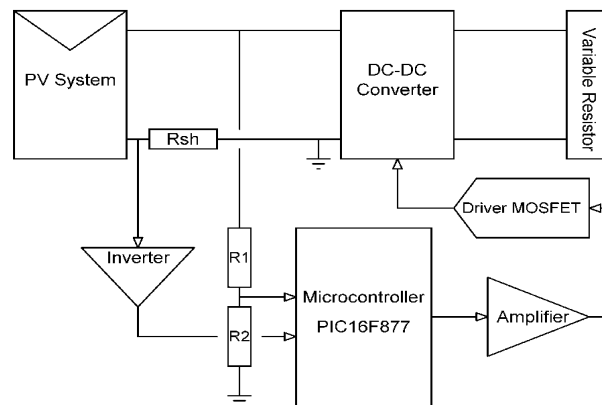 PV System
Rsh
DC-DC
Converter
Variable Resistor
Driver MOSFET
Inverter
R1
R2
Microcontroller
PIC16F877
Amplifier